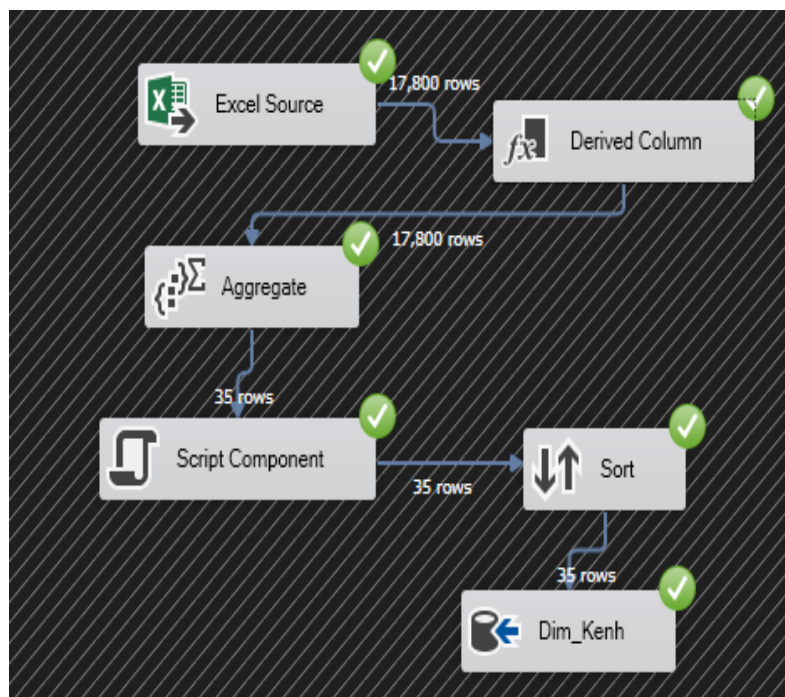 Excel Source
17,800 rows
Derived Column
17,800 rows
Aggregate
35 rows
Script Component
35 rows
Sort
35 rows
Dim_Kenh